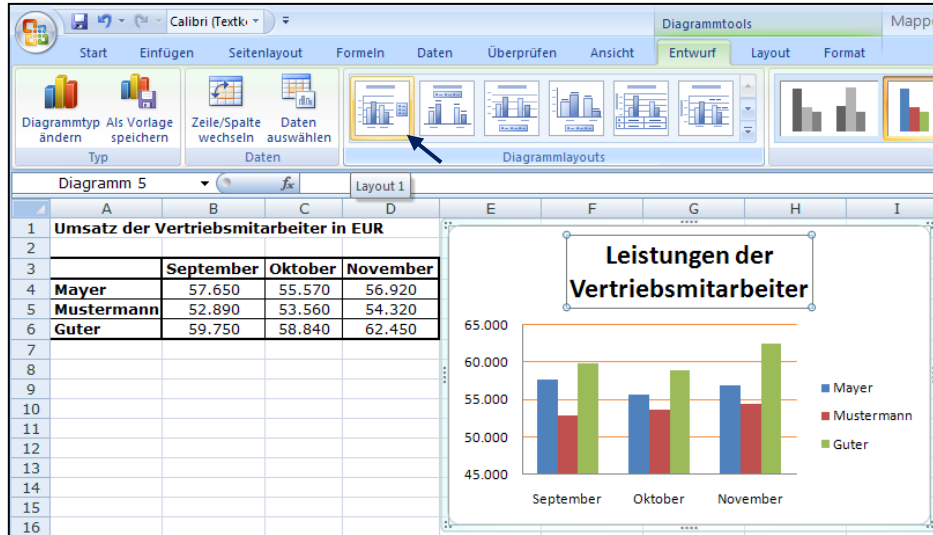 Calibri (Textk
Diagrammtools
Mapp
Start Einfügen Seitenlayout Formeln Daten Überprüfen Ansicht Entwurf Layout Format
Diagrammtyp ändern
Als Vorlage speichern
Zeile/Spalte wechseln
Daten auswählen
Typ
Daten
Diagrammlayouts
Diagramm 5
fx
Layout 1
A B C D E F G H I
1 Umsatz der Vertriebsmitarbeiter in EUR
2
3 September Oktober November
4 Mayer 57.650 55.570 56.920
5 Mustermann 52.890 53.560 54.320
6 Guter 59.750 58.840 62.450
7
8
9
10
11
12
13
14
15
16
Leistungen der
Vertriebsmitarbeiter
65.000
60.000
55.000
50.000
45.000
September Oktober November
Mayer
Mustermann
Guter